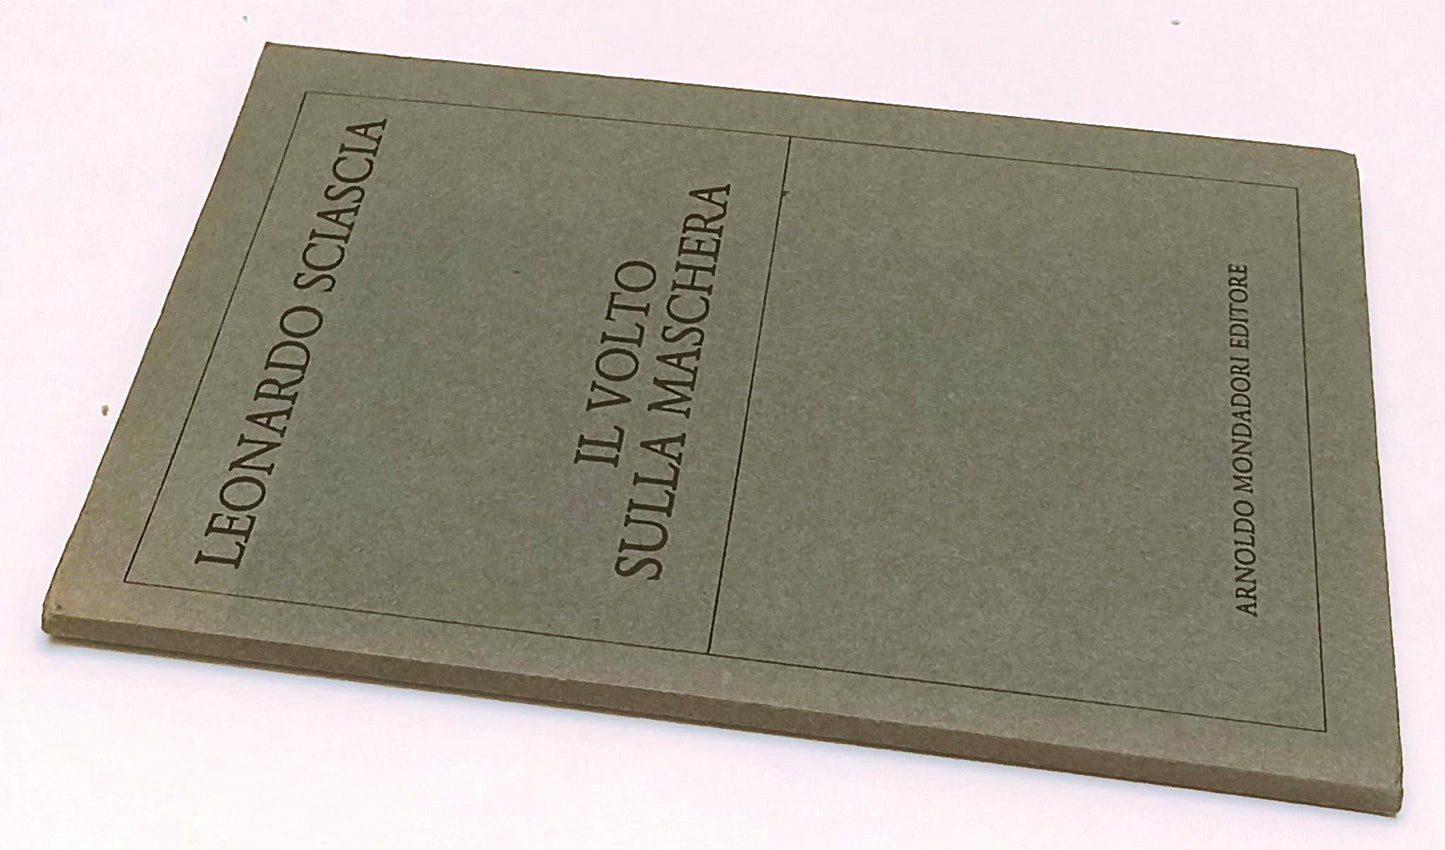 LEONARDO SCIASCIA
IL VOLTO
SULLA MASCHERA
ARNOLDO MONDADORI EDITORE